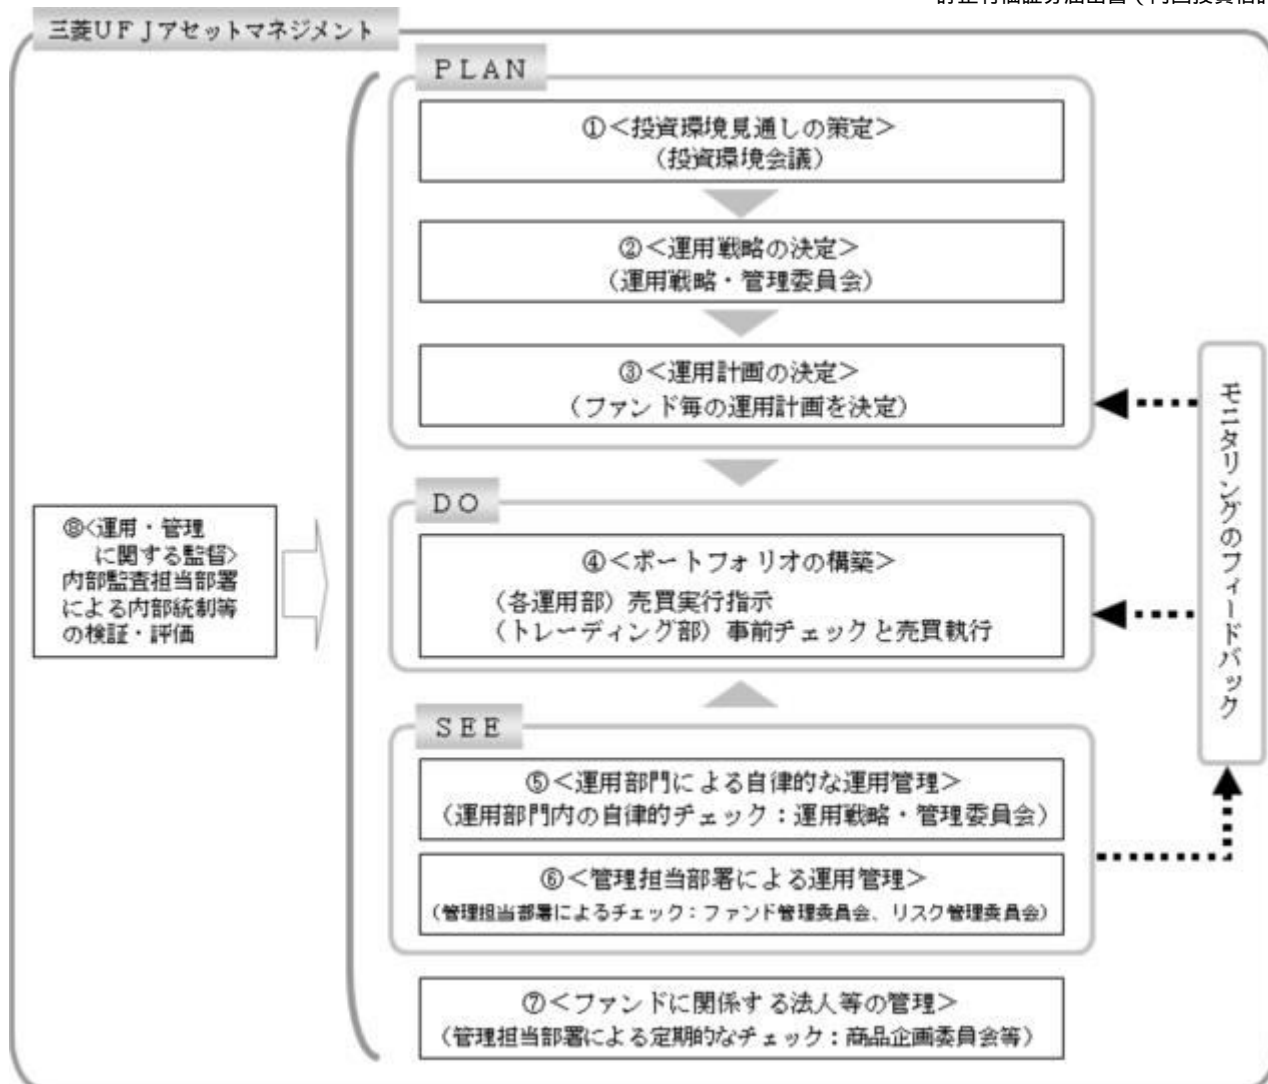 三菱UFJアセットマネジメント
PLAN
①<投資環境見通しの策定>
(投資環境会議)
②<運用戦略の決定>
(運用戦略・管理委員会)
③<運用計画の決定>
(ファンド毎の運用計画を決定)
DO
④<ポートフォリオの構築>
(各運用部)売買実行指示
(トレーディング部)事前チェックと売買執行
SEE
⑤<運用部門による自律的な運用管理>
(運用部門内の自律的チェック:運用戦略・管理委員会)
⑥<管理担当部署による運用管理>
(管理担当部署によるチェック:ファンド管理委員会、リスク管理委員会)
⑦<ファンドに関係する法人等の管理>
(管理担当部署による定期的なチェック:商品企画委員会等)
⑧<運用・管理
に関する監督>
内部監査担当部署
による内部統制等
の検証・評価
モニタリングのフィードバック